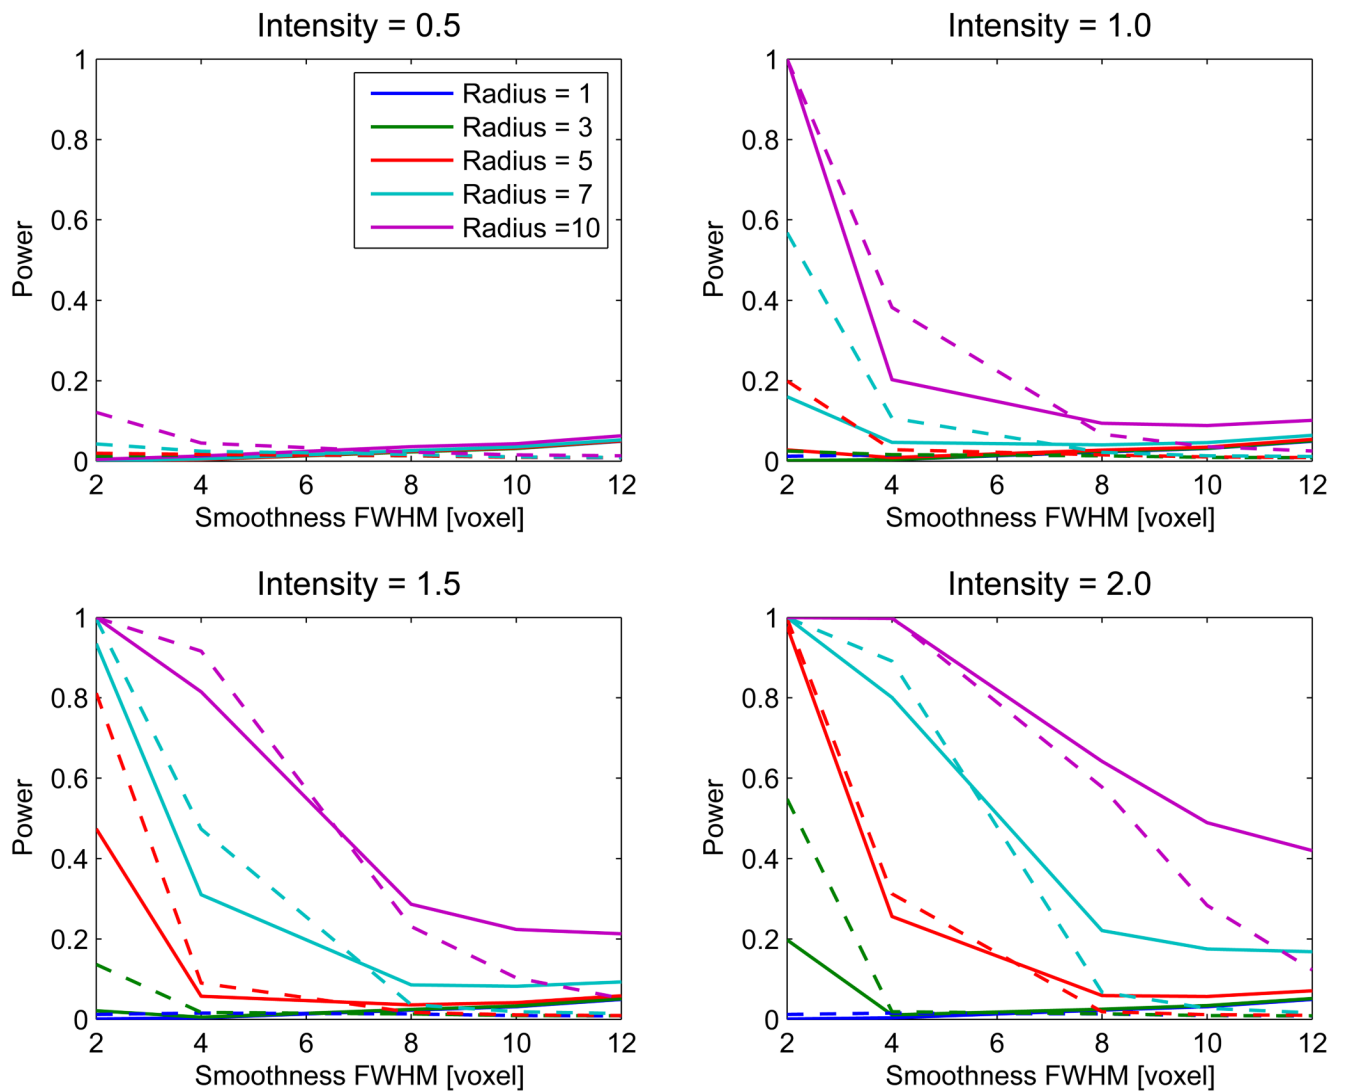 Intensity = 0.5
1
0.8
0.6
0.4
0.2
0
Power
2 4 6 8 10 12
Smoothness FWHM [voxel]
Radius = 1
Radius = 3
Radius = 5
Radius = 7
Radius =10
Intensity = 1.0
1
0.8
0.6
0.4
0.2
0
Power
2 4 6 8 10 12
Smoothness FWHM [voxel]
Intensity = 1.5
1
0.8
0.6
0.4
0.2
0
Power
2 4 6 8 10 12
Smoothness FWHM [voxel]
Intensity = 2.0
1
0.8
0.6
0.4
0.2
0
Power
2 4 6 8 10 12
Smoothness FWHM [voxel]